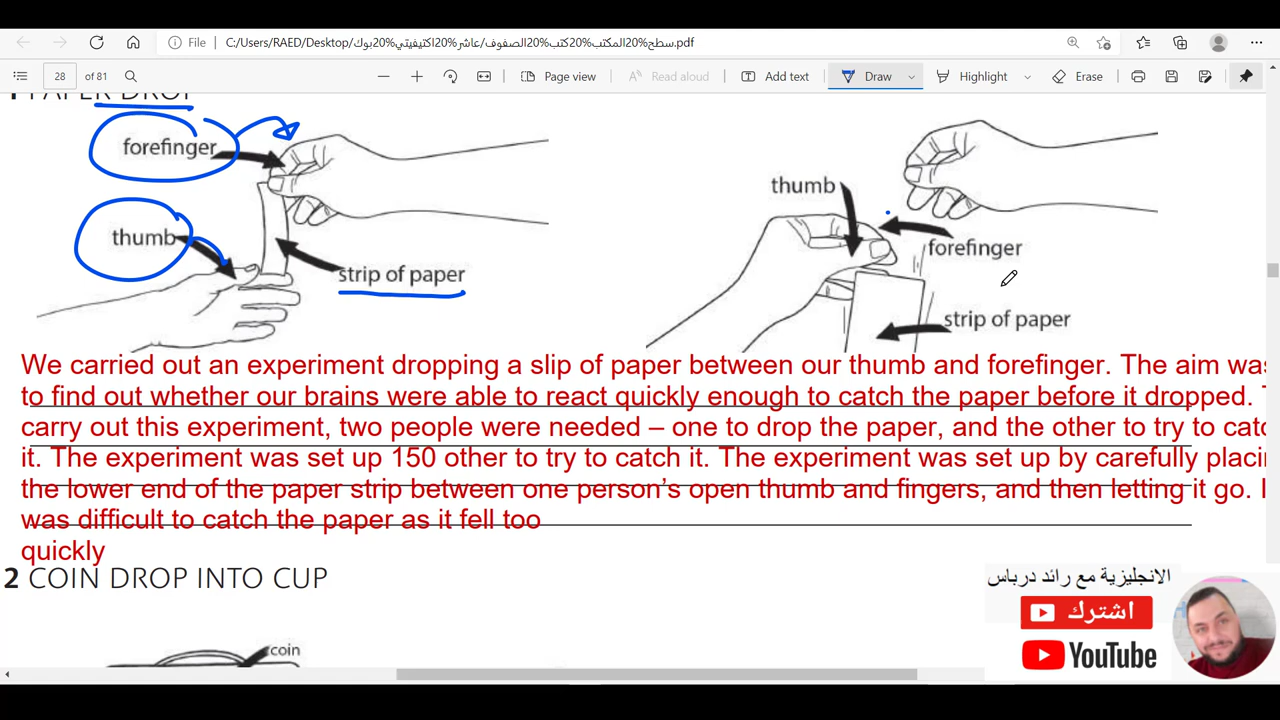 File
C:/Users/RAED/Desktop/سطح%20المكتب%20كتب%20الصفوف/عاشر%20اكتيفيتي%20بوك.pdf
28 of 81
Page view
Read aloud
Add text
Draw
Highlight
Erase
1 PAPER DROP
forefinger
thumb
strip of paper
thumb
forefinger
strip of paper
We carried out an experiment dropping a slip of paper between our thumb and forefinger. The aim was
to find out whether our brains were able to react quickly enough to catch the paper before it dropped.
carry out this experiment, two people were needed – one to drop the paper, and the other to try to
it. The experiment was set up 150 other to try to catch it. The experiment was set up by carefully
the lower end of the paper strip between one person’s open thumb and fingers, and then letting it go.
was difficult to catch the paper as it fell too
quickly
2 COIN DROP INTO CUP
coin
الانجليزية مع رائد درباس
اشترك
YouTube